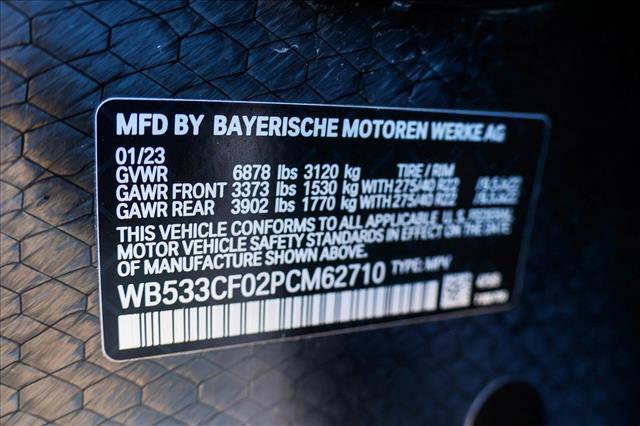 MFD BY BAYERISCHE MOTOREN WERKE AG
01/23
GVWR 6878 lbs 3120 kg TIRE / RIM
GAWR FRONT 3373 lbs 1530 kg WITH 275/40 R22
GAWR REAR 3902 lbs 1770 kg WITH 275/40 R22
THIS VEHICLE CONFORMS TO ALL APPLICABLE U.S. FEDERAL
MOTOR VEHICLE SAFETY STANDARDS IN EFFECT ON THE DATE
OF MANUFACTURE SHOWN ABOVE.
WB533CF02PCM62710 TYPE: MPV